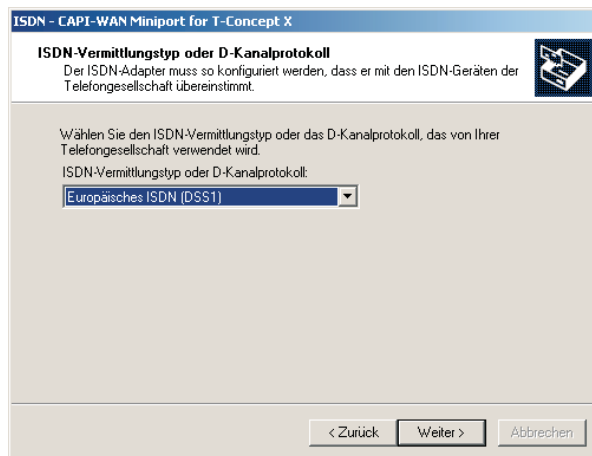 ISDN - CAPI-WAN Miniport for T-Concept X
ISDN-Vermittlungstyp oder D-Kanalprotokoll
Der ISDN-Adapter muss so konfiguriert werden, dass er mit den ISDN-Geräten der
Telefongesellschaft übereinstimmt.
Wählen Sie den ISDN-Vermittlungstyp oder das D-Kanalprotokoll, das von Ihrer
Telefongesellschaft verwendet wird.
ISDN-Vermittlungstyp oder D-Kanalprotokoll:
Europäisches ISDN (DSS1)
< Zurück Weiter > Abbrechen